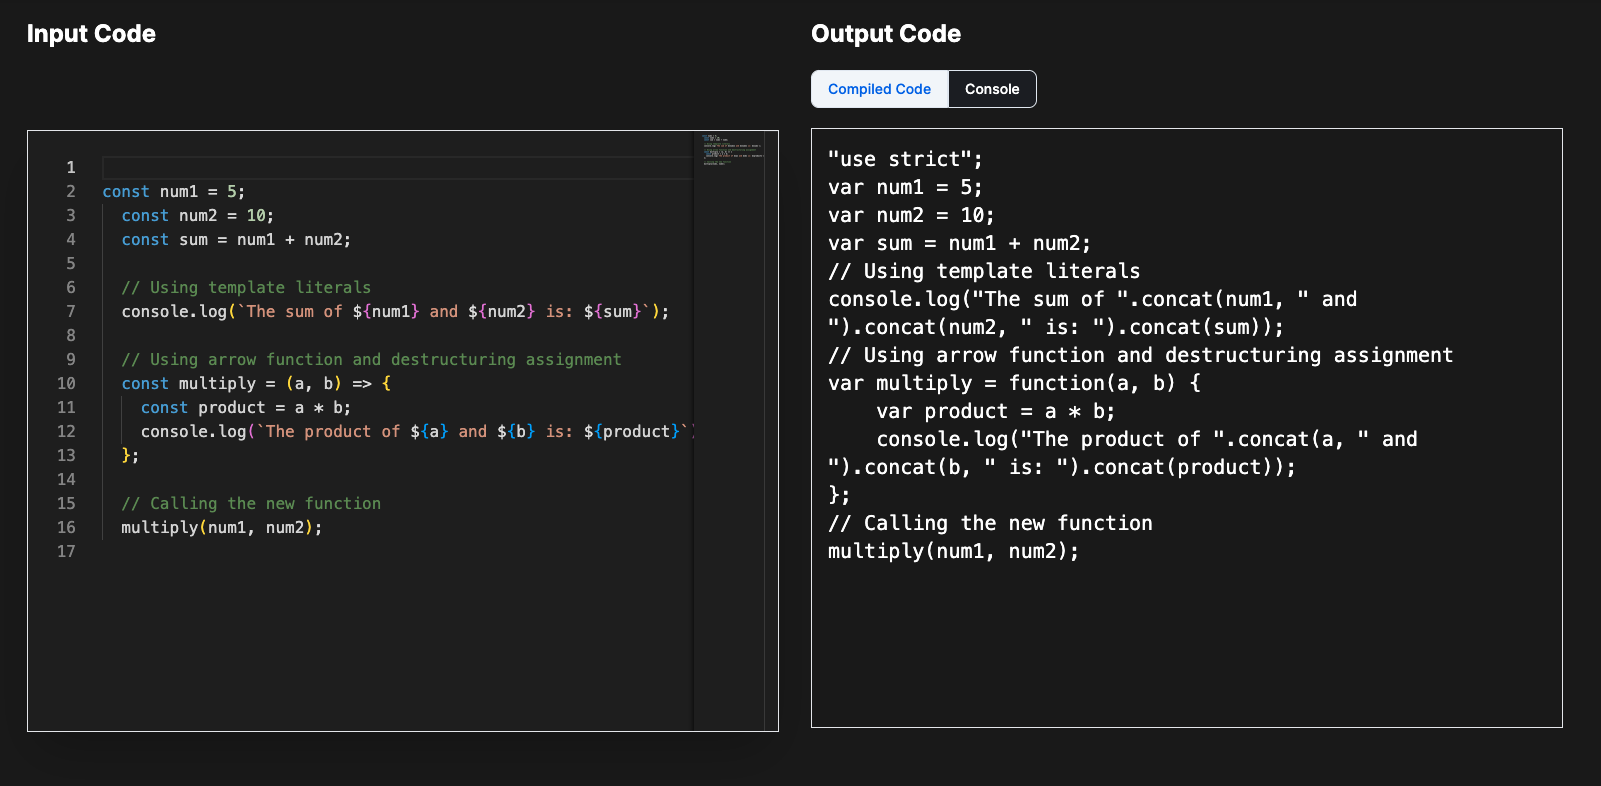 Input Code
1
2 const num1 = 5;
3 const num2 = 10;
4 const sum = num1 + num2;
5
6 // Using template literals
7 console.log(`The sum of ${num1} and ${num2} is: ${sum}`);
8
9 // Using arrow function and destructuring assignment
10 const multiply = (a, b) => {
11 const product = a * b;
12 console.log(`The product of ${a} and ${b} is: ${product}`)
13 };
14
15 // Calling the new function
16 multiply(num1, num2);
17
Output Code
Compiled Code Console
"use strict";
var num1 = 5;
var num2 = 10;
var sum = num1 + num2;
// Using template literals
console.log("The sum of ".concat(num1, " and
").concat(num2, " is: ").concat(sum));
// Using arrow function and destructuring assignment
var multiply = function(a, b) {
    var product = a * b;
    console.log("The product of ".concat(a, " and
").concat(b, " is: ").concat(product));
};
// Calling the new function
multiply(num1, num2);